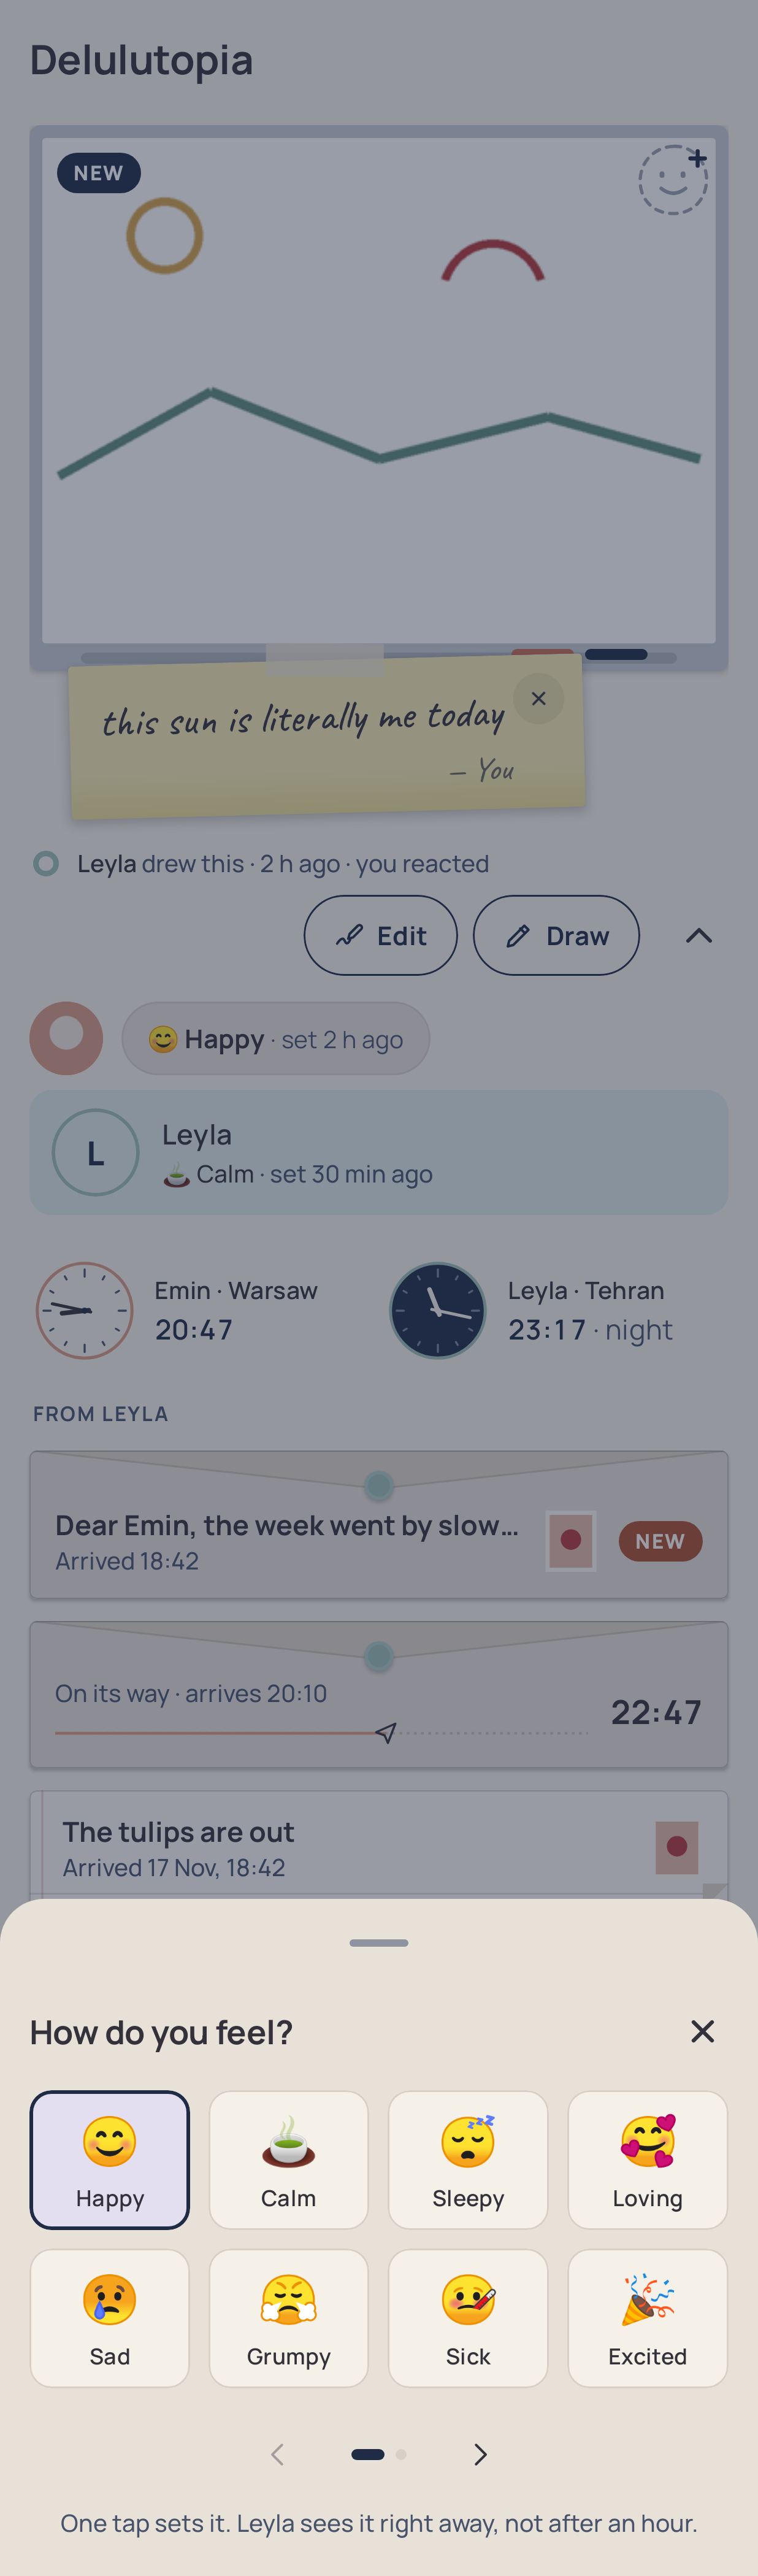 Delulutopia
NEW
this sun is literally me today
– You
Leyla drew this · 2 h ago · you reacted
Edit
Draw
😊 Happy · set 2 h ago
L
Leyla
🍵 Calm · set 30 min ago
Emin · Warsaw
20:47
Leyla · Tehran
23:17 · night
FROM LEYLA
Dear Emin, the week went by slow...
Arrived 18:42
NEW
On its way · arrives 20:10
22:47
The tulips are out
Arrived 17 Nov, 18:42
How do you feel?
Happy
Calm
Sleepy
Loving
Sad
Grumpy
Sick
Excited
One tap sets it. Leyla sees it right away, not after an hour.